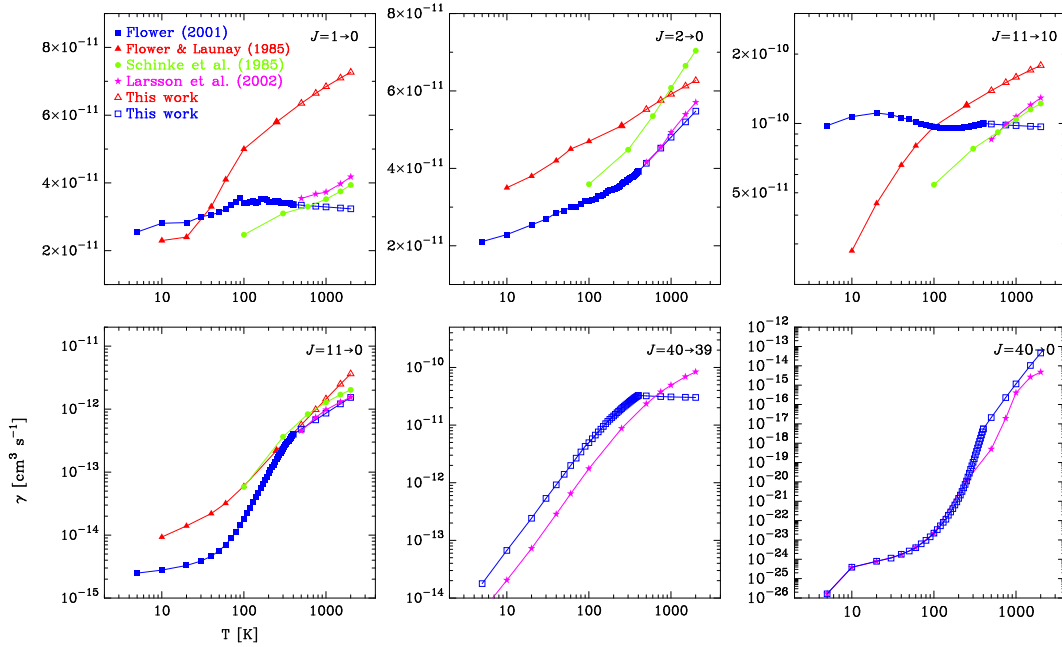 J=1→0
Flower (2001)
Flower & Launay (1985)
Schinke et al. (1985)
Larsson et al. (2002)
This work
This work
8×10⁻¹¹
6×10⁻¹¹
4×10⁻¹¹
2×10⁻¹¹
10 100 1000
J=2→0
8×10⁻¹¹
6×10⁻¹¹
4×10⁻¹¹
2×10⁻¹¹
10 100 1000
J=11→10
2×10⁻¹⁰
10⁻¹⁰
5×10⁻¹¹
10 100 1000
J=11→0
10⁻¹¹
10⁻¹²
10⁻¹³
10⁻¹⁴
10⁻¹⁵
γ [cm³ s⁻¹]
10 100 1000
T [K]
J=40→39
10⁻¹⁰
10⁻¹¹
10⁻¹²
10⁻¹³
10⁻¹⁴
10 100 1000
J=40→0
10⁻¹²
10⁻¹³
10⁻¹⁴
10⁻¹⁵
10⁻¹⁶
10⁻¹⁷
10⁻¹⁸
10⁻¹⁹
10⁻²⁰
10⁻²¹
10⁻²²
10⁻²³
10⁻²⁴
10⁻²⁵
10⁻²⁶
10 100 1000